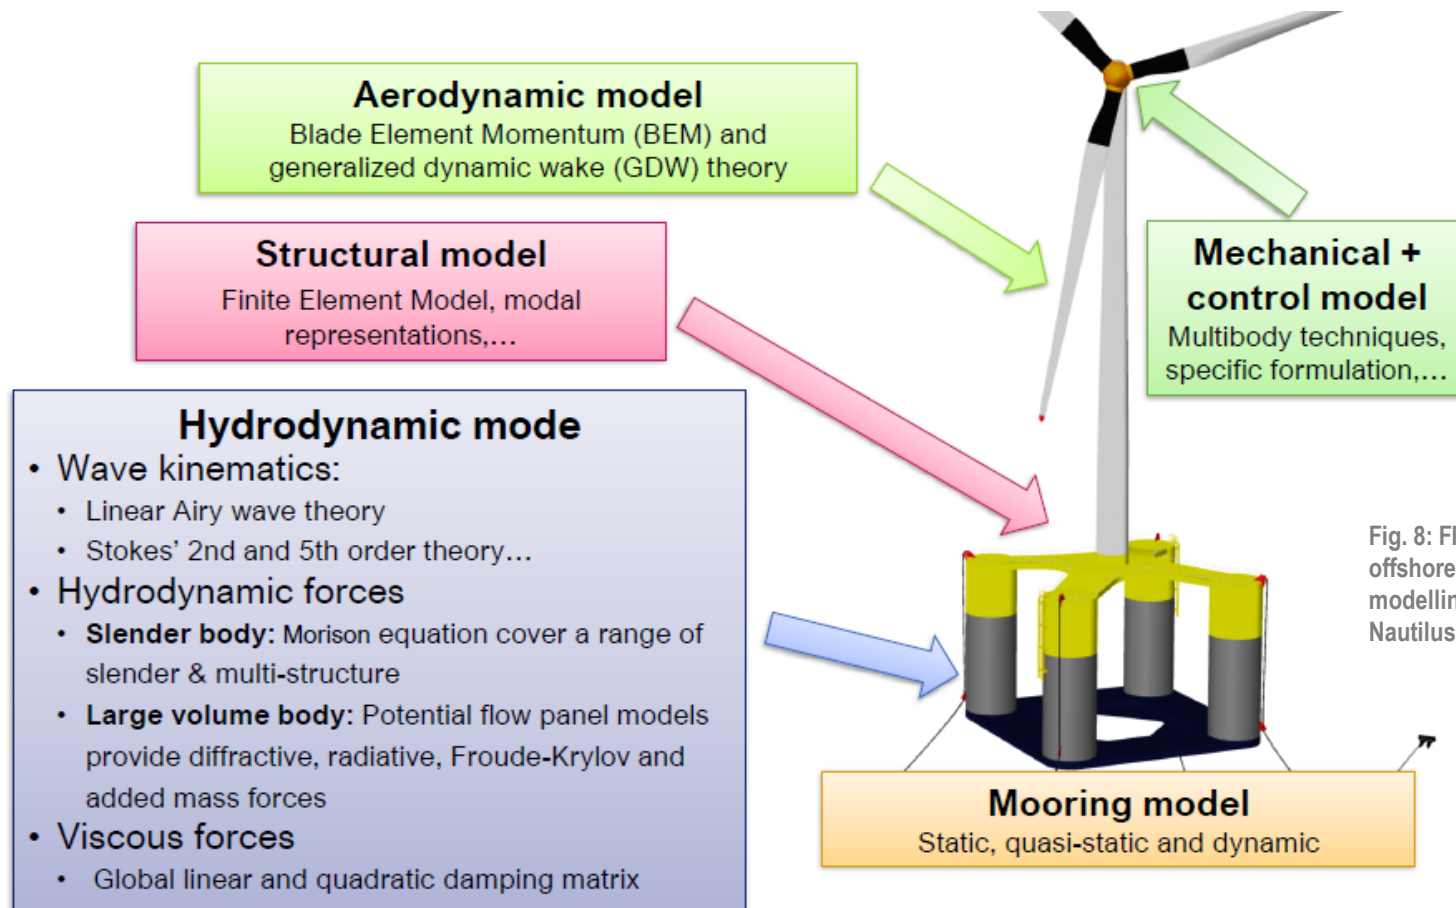 Aerodynamic model
Blade Element Momentum (BEM) and
generalized dynamic wake (GDW) theory
Structural model
Finite Element Model, modal
representations,…
Mechanical +
control model
Multibody techniques,
specific formulation,…
Hydrodynamic mode
• Wave kinematics:
• Linear Airy wave theory
• Stokes' 2nd and 5th order theory…
• Hydrodynamic forces
• Slender body: Morison equation cover a range of
slender & multi-structure
• Large volume body: Potential flow panel models
provide diffractive, radiative, Froude-Krylov and
added mass forces
• Viscous forces
• Global linear and quadratic damping matrix
Fig. 8:
offshore
Nautilus
Mooring model
Static, quasi-static and dynamic